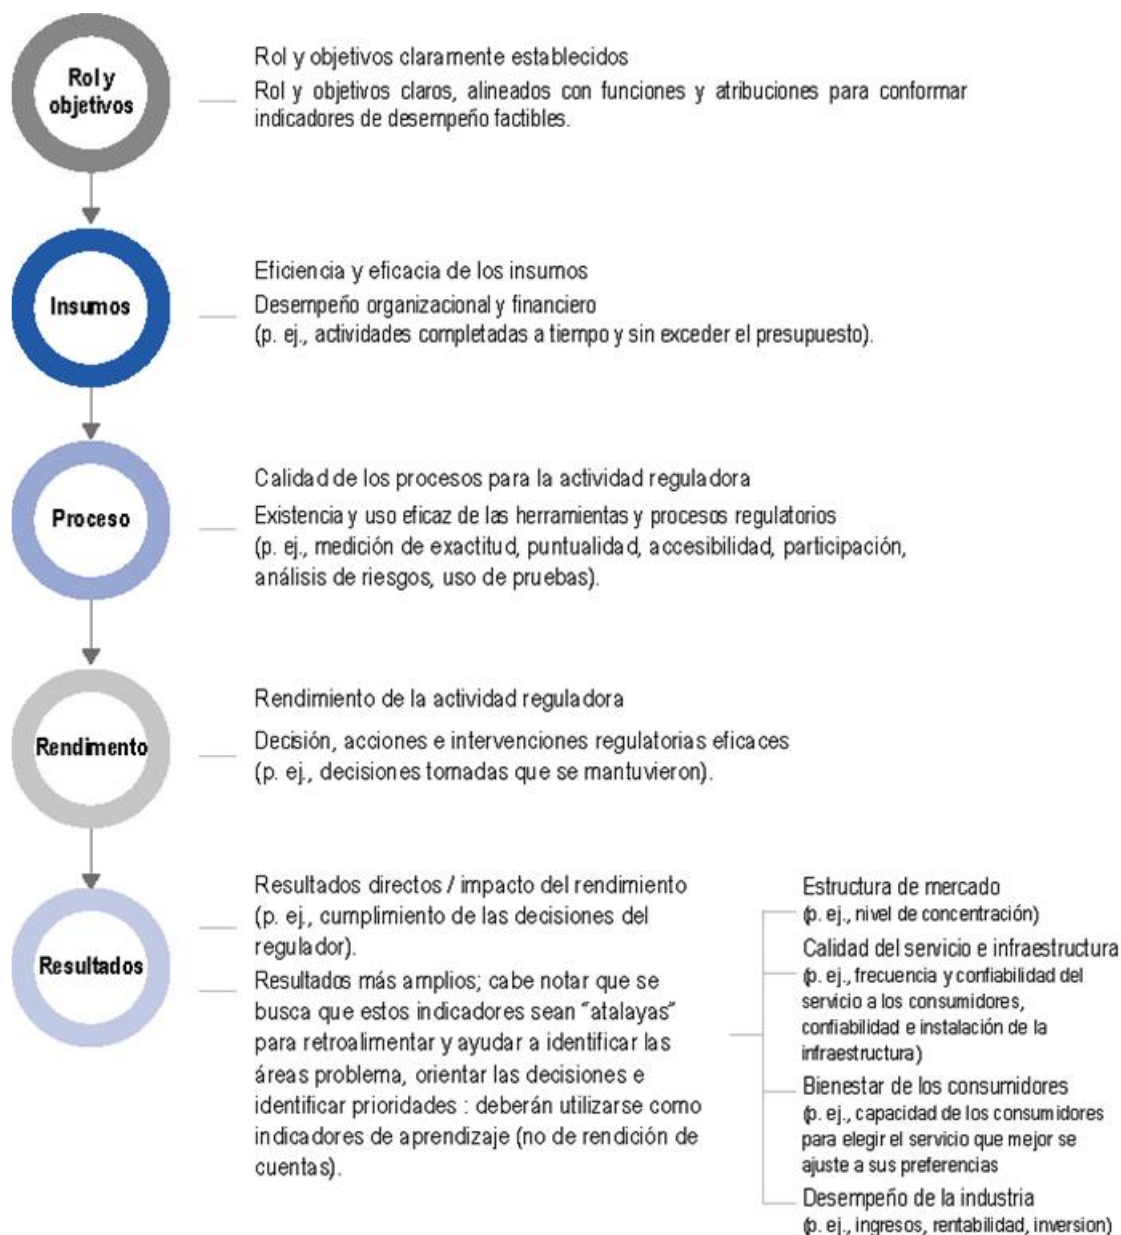 Rol y
objetivos
Rol y objetivos claramente establecidos
Rol y objetivos claros, alineados con funciones y atribuciones para conformar
indicadores de desempeño factibles.
Insumos
Eficiencia y eficacia de los insumos
Desempeño organizacional y financiero
(p. ej., actividades completadas a tiempo y sin exceder el presupuesto).
Proceso
Calidad de los procesos para la actividad reguladora
Existencia y uso eficaz de las herramientas y procesos regulatorios
(p. ej., medición de exactitud, puntualidad, accesibilidad, participación,
análisis de riesgos, uso de pruebas).
Rendimento
Rendimiento de la actividad reguladora
Decisión, acciones e intervenciones regulatorias eficaces
(p. ej., decisiones tomadas que se mantuvieron).
Resultados
Resultados directos / impacto del rendimiento
(p. ej., cumplimiento de las decisiones del
regulador).
Resultados más amplios; cabe notar que se
busca que estos indicadores sean “atalayas”
para retroalimentar y ayudar a identificar las
áreas problema, orientar las decisiones e
identificar prioridades : deberán utilizarse como
indicadores de aprendizaje (no de rendición de
cuentas).
Estructura de mercado
(p. ej., nivel de concentración)
Calidad del servicio e infraestructura
(p. ej., frecuencia y confiabilidad del
servicio a los consumidores,
confiabilidad e instalación de la
infraestructura)
Bienestar de los consumidores
(p. ej., capacidad de los consumidores
para elegir el servicio que mejor se
ajuste a sus preferencias
Desempeño de la industria
(p. ej., ingresos, rentabilidad, inversion)